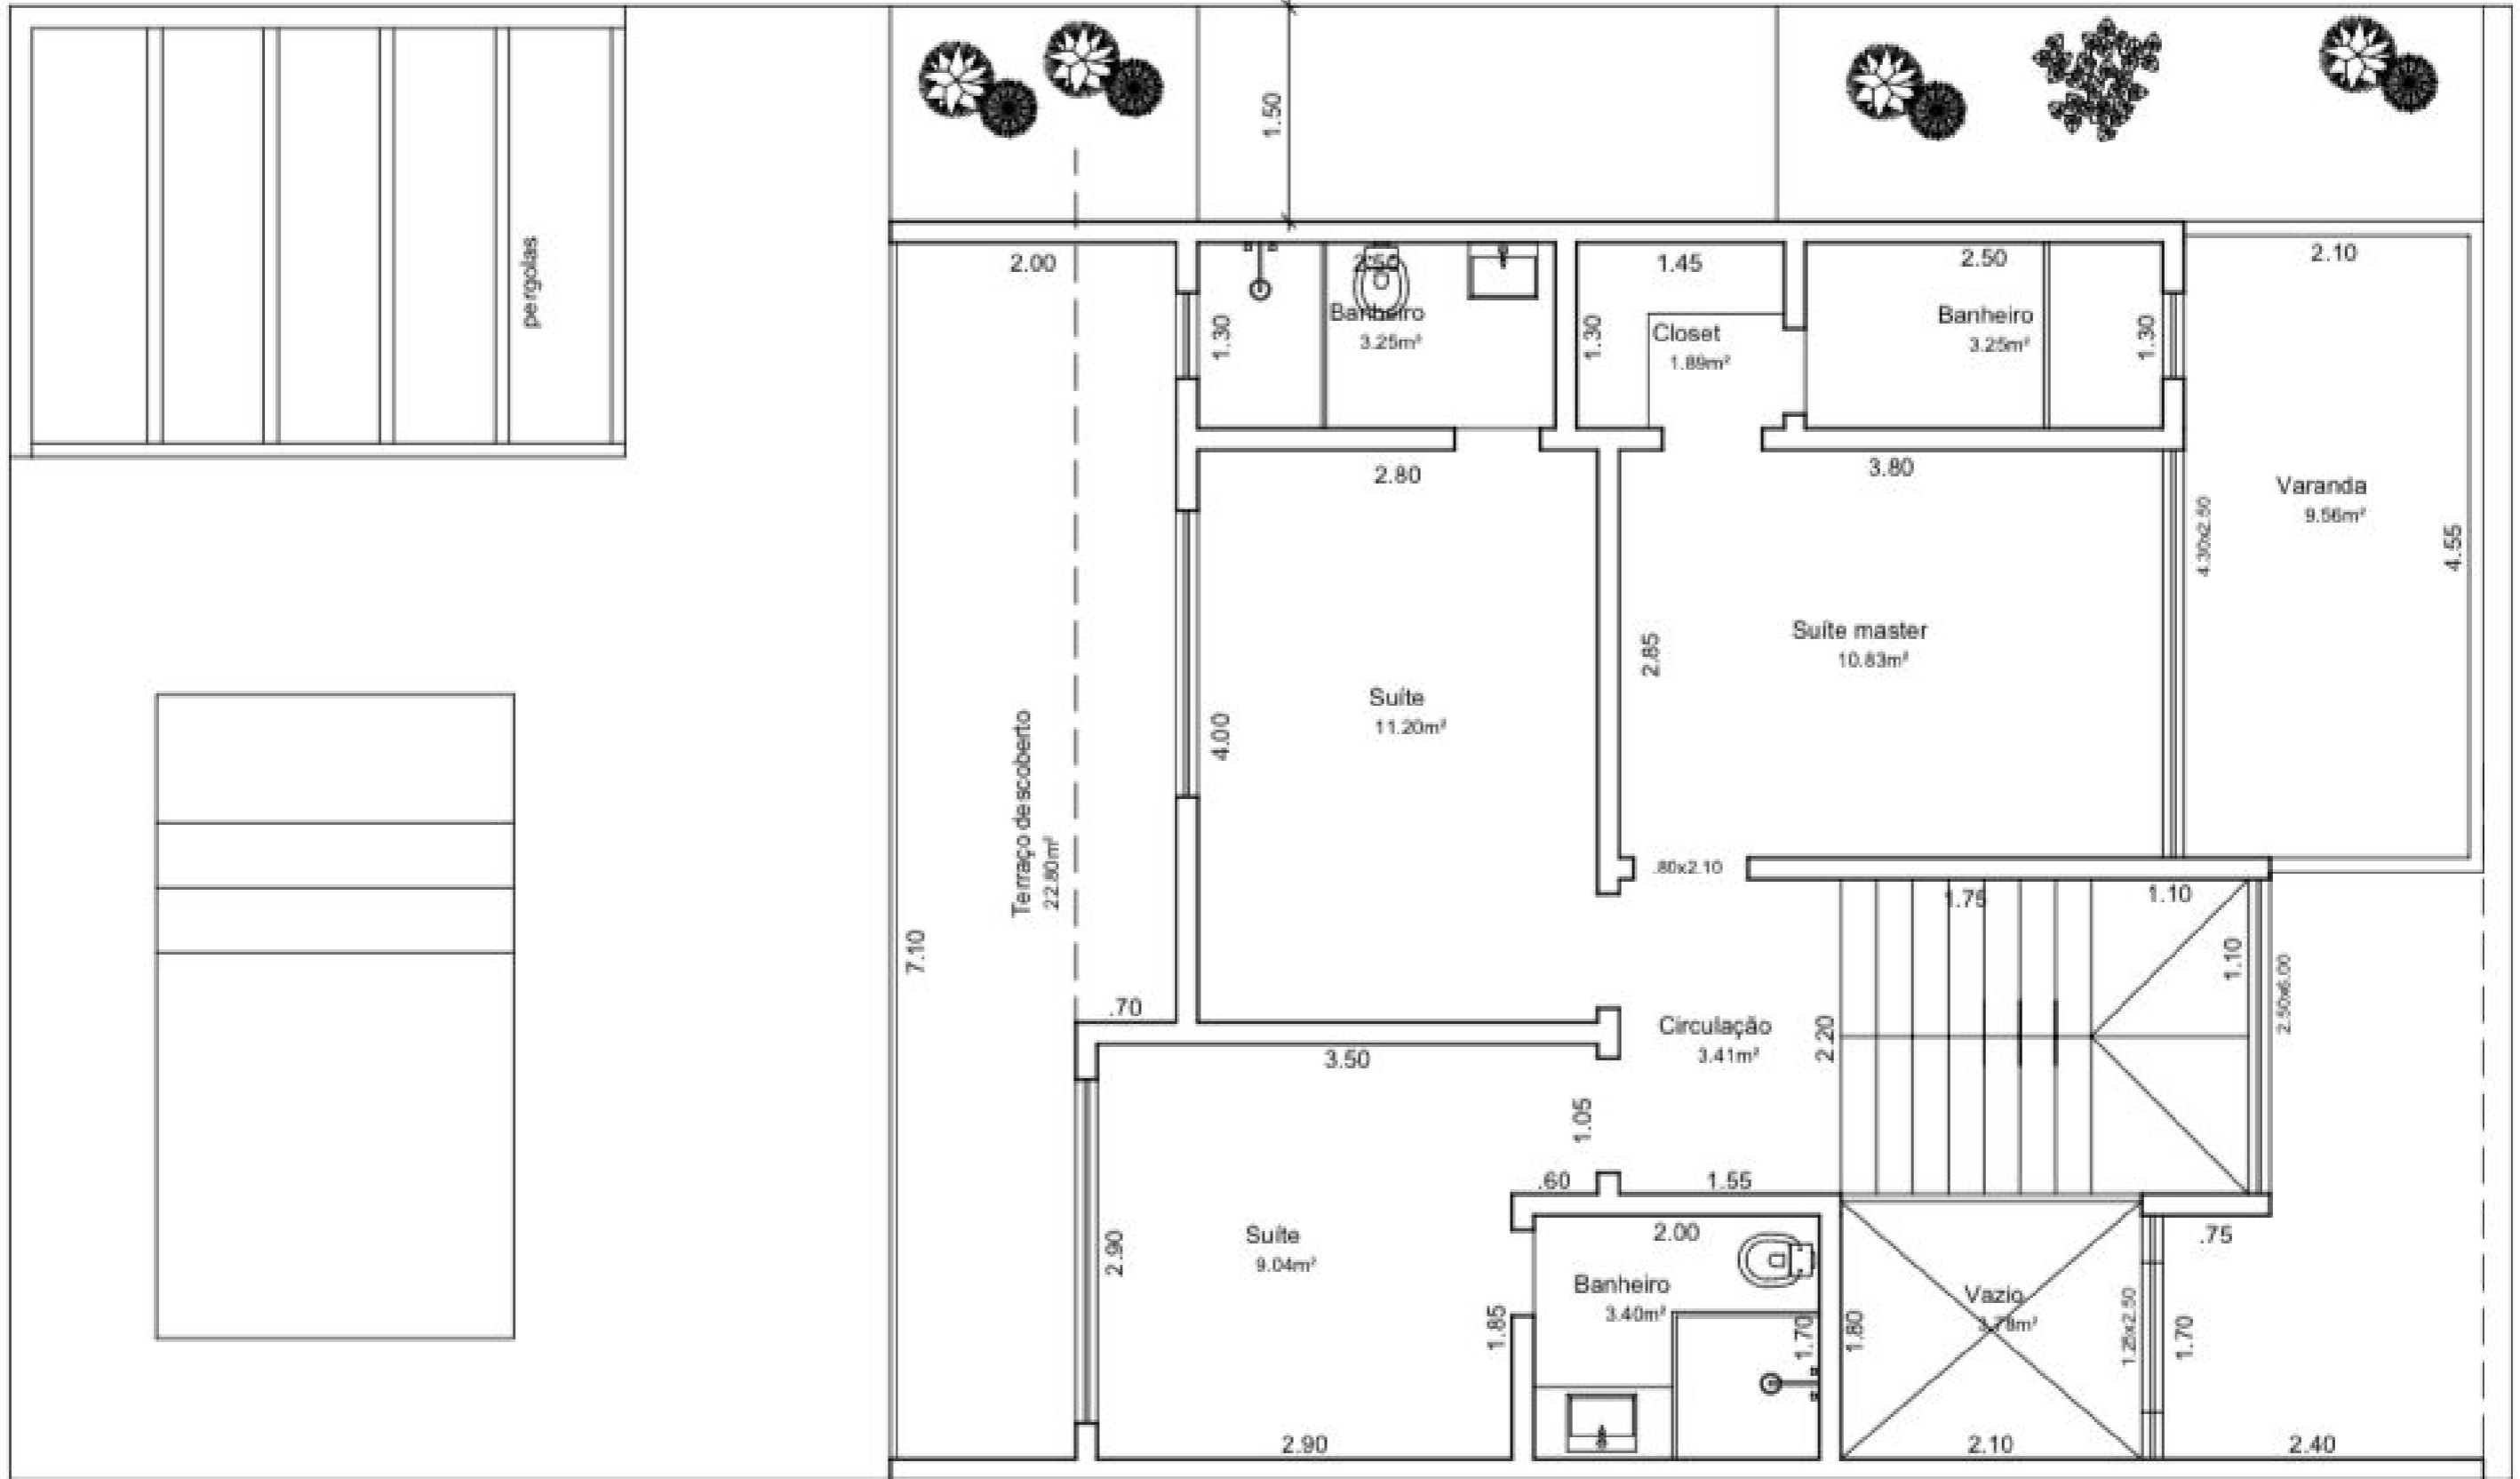 1.50
pergolas
2.00
2.50
1.45
2.50
2.10
Banheiro
3.25m²
1.30
1.30
Closet
1.89m²
Banheiro
3.25m²
1.30
2.80
3.80
Varanda
9.56m²
4.30x2.50
4.55
Suíte master
10.83m²
2.85
Suíte
11.20m²
4.00
Terraço descoberto
22.80m²
7.10
.80x2.10
1.75
1.10
1.10
2.50x6.00
.70
Circulação
3.41m²
2.20
3.50
1.05
.60
1.55
2.00
.75
Suíte
9.04m²
2.90
Banheiro
3.40m²
1.85
1.70
1.80
Vazio
3.78m²
1.25x2.50
1.70
2.90
2.10
2.40